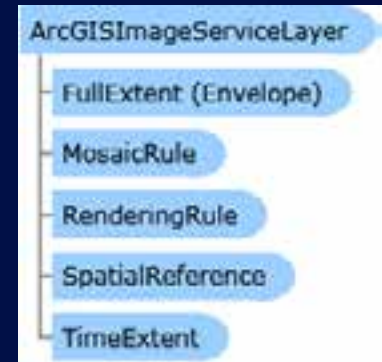 ArcGISImageServiceLayer
FullExtent (Envelope)
MosaicRule
RenderingRule
SpatialReference
TimeExtent